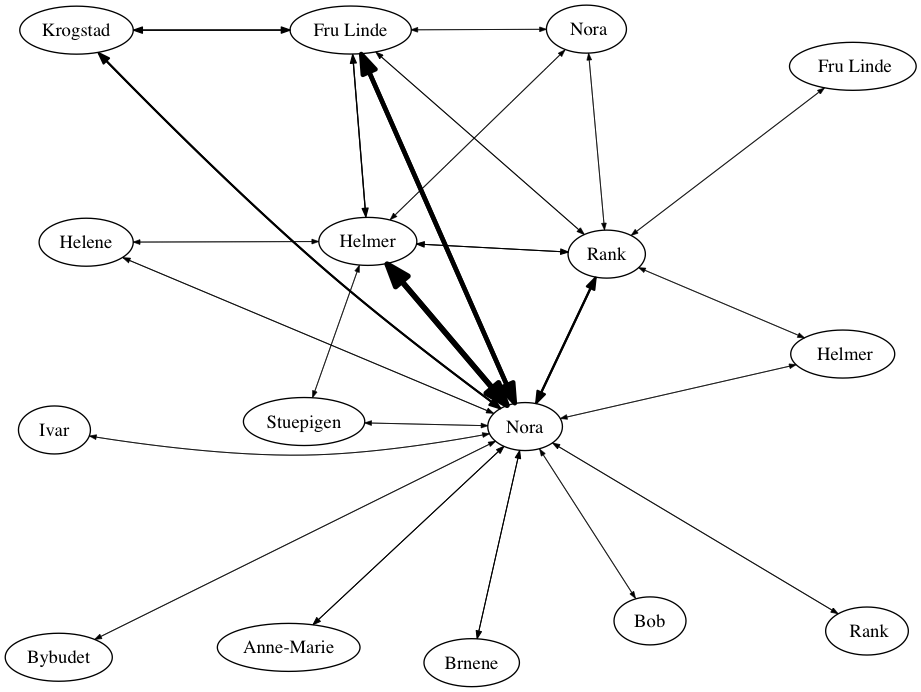 Krogstad
Fru Linde
Nora
Fru Linde
Helene
Helmer
Rank
Helmer
Ivar
Stuepigen
Nora
Bybudet
Anne-Marie
Brnene
Bob
Rank